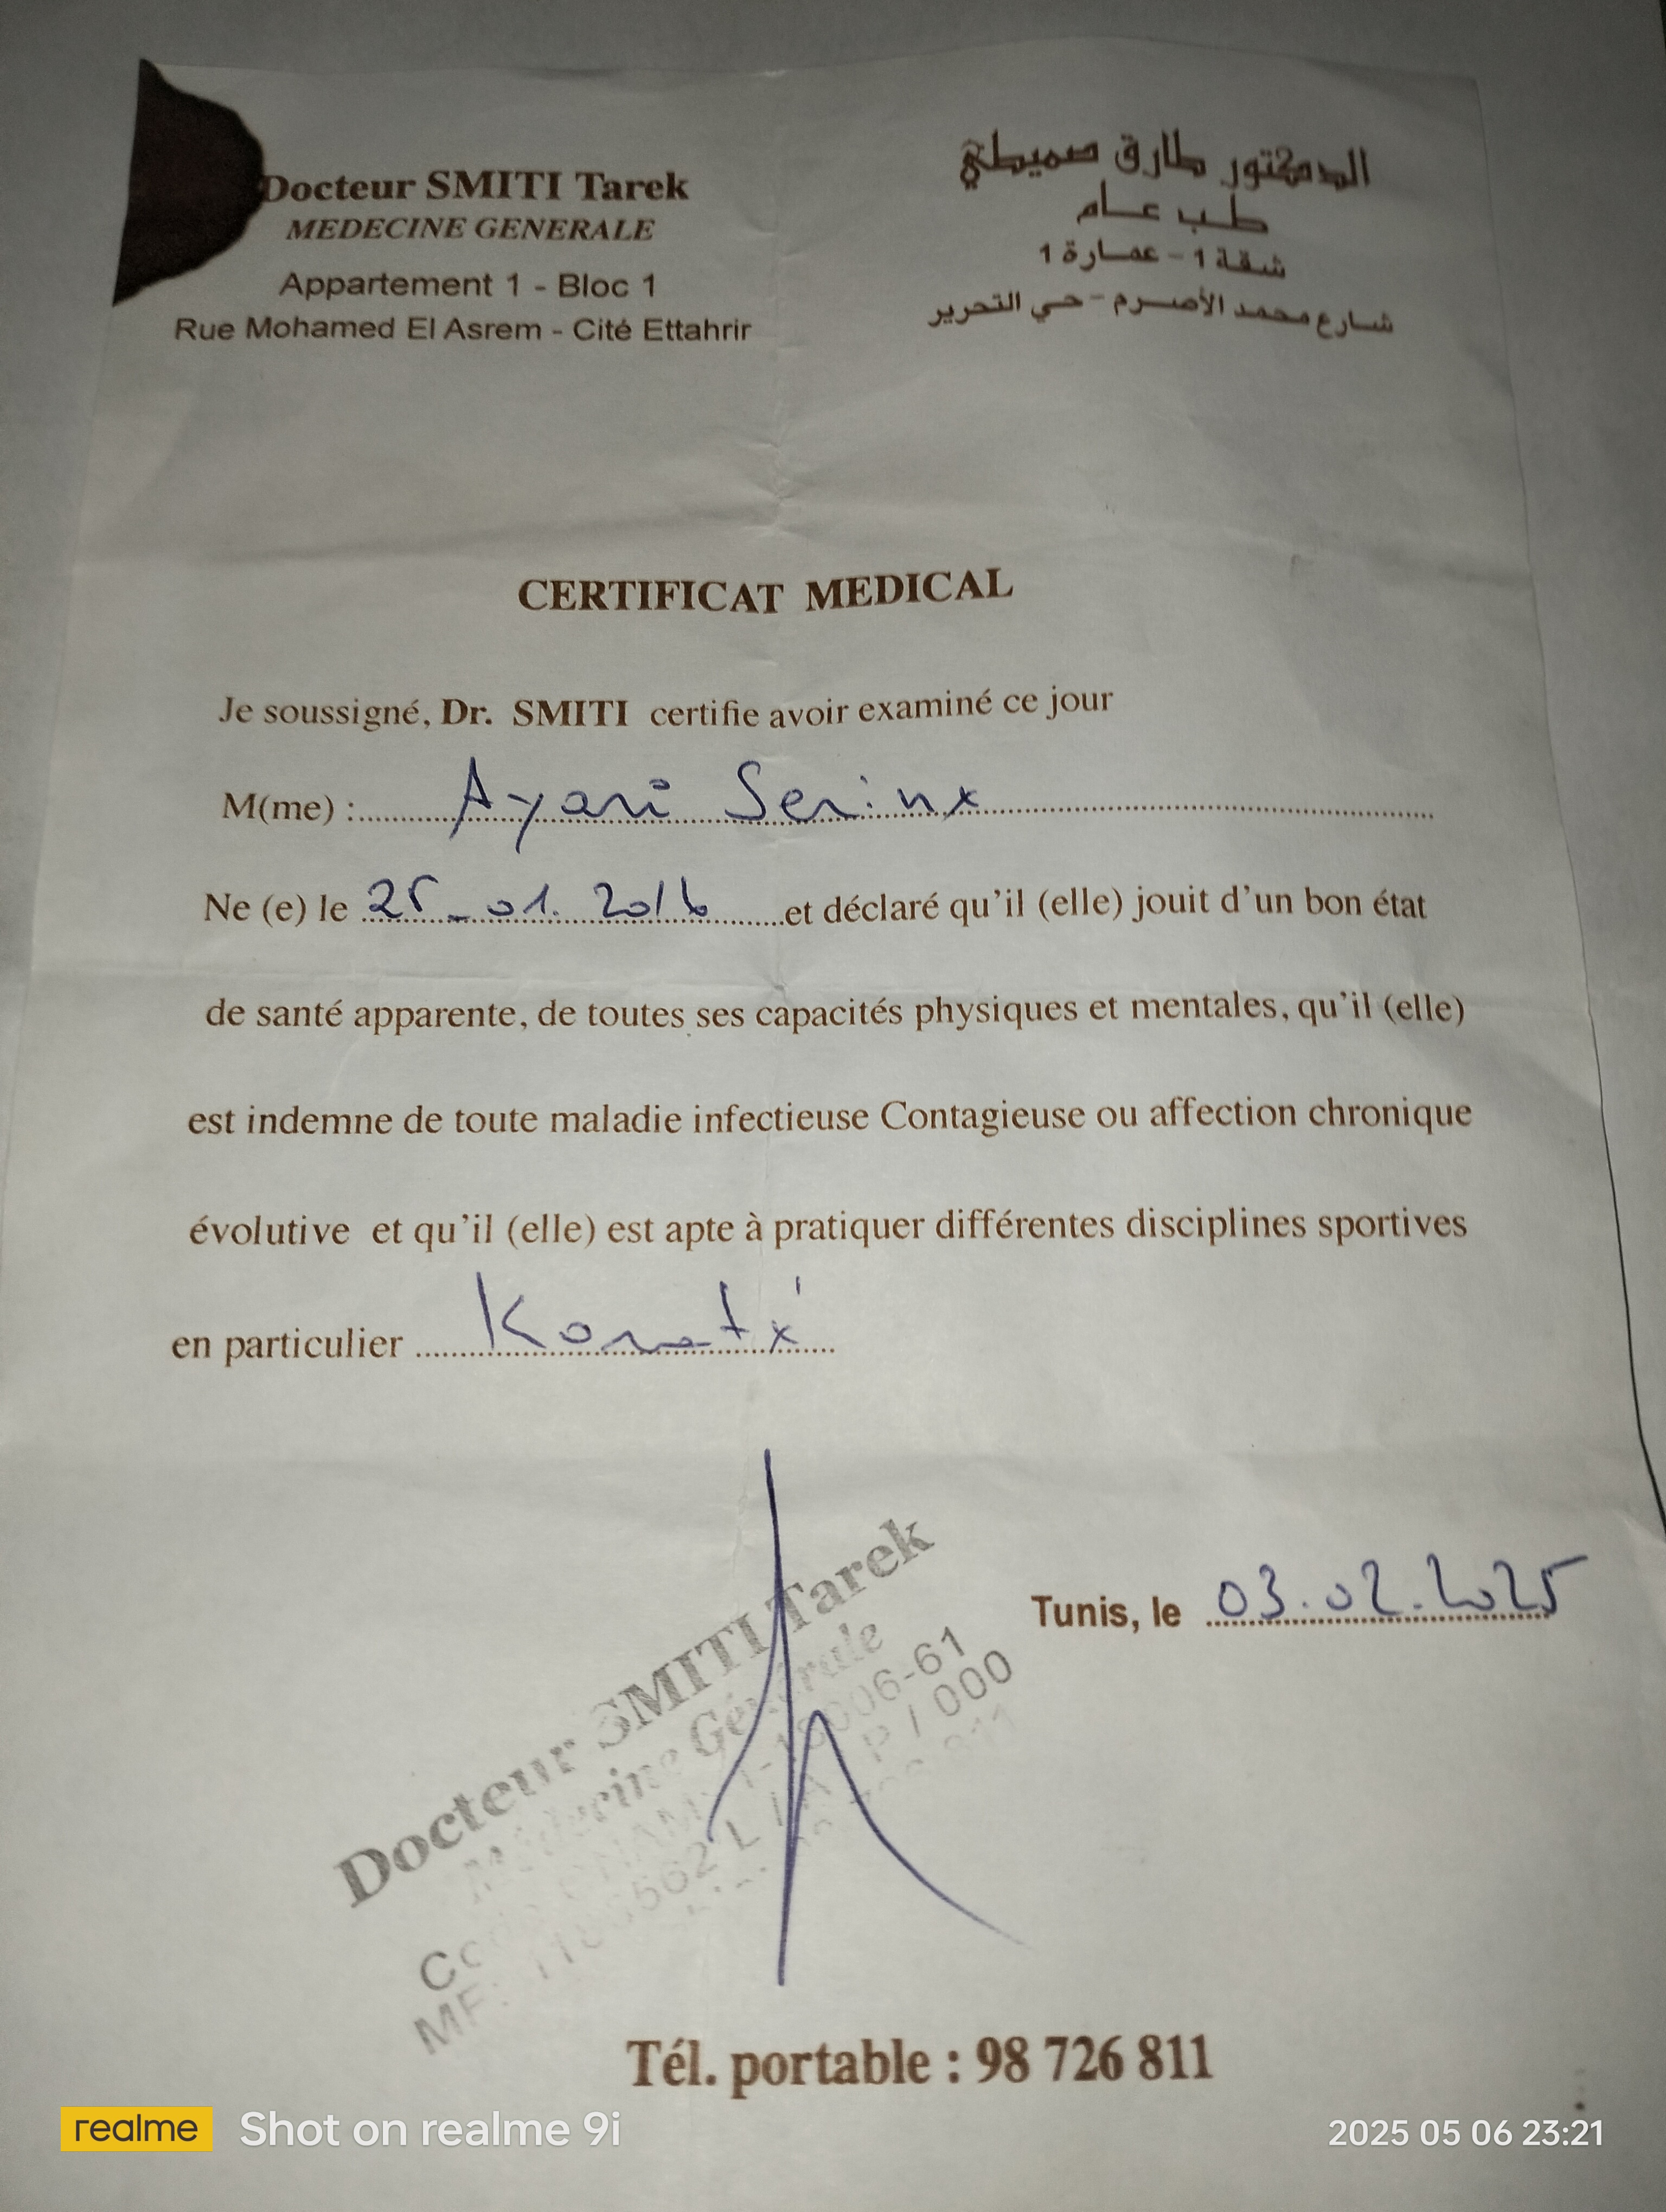 Docteur SMITI Tarek
MEDECINE GENERALE
Appartement 1 - Bloc 1
Rue Mohamed El Asrem - Cité Ettahrir
الدكتور طارق صميطي
طب عام
شقة 1 - عمارة 1
شارع محمد الأصرم - حي التحرير
CERTIFICAT MEDICAL
Je soussigné, Dr. SMITI certifie avoir examiné ce jour
M(me) : Ayari Serine
Ne (e) le 25_01.2016 et déclaré qu'il (elle) jouit d'un bon état
de santé apparente, de toutes ses capacités physiques et mentales, qu'il (elle)
est indemne de toute maladie infectieuse Contagieuse ou affection chronique
évolutive et qu'il (elle) est apte à pratiquer différentes disciplines sportives
en particulier Karaté
Tunis, le 03.02.2025
Docteur SMITI Tarek
Médecine Générale
Tél. portable : 98 726 811
realme Shot on realme 9i
2025 05 06 23:21